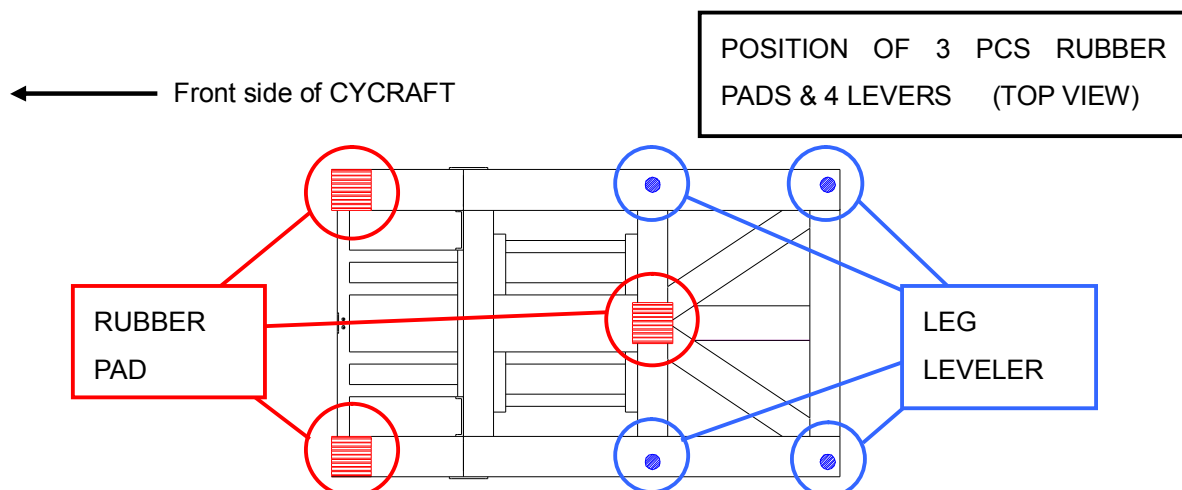 POSITION OF 3 PCS RUBBER
PADS & 4 LEVERS (TOP VIEW)
Front side of CYCRAFT
RUBBER
PAD
LEG
LEVELER